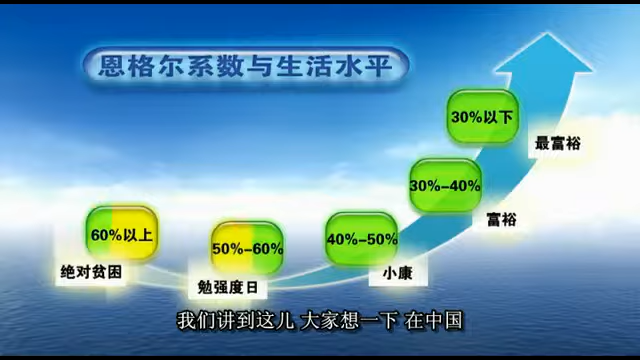 恩格尔系数与生活水平
30%以下
最富裕
30%-40%
富裕
40%-50%
小康
50%-60%
勉强度日
60%以上
绝对贫困
我们讲到这儿 大家想一下 在中国